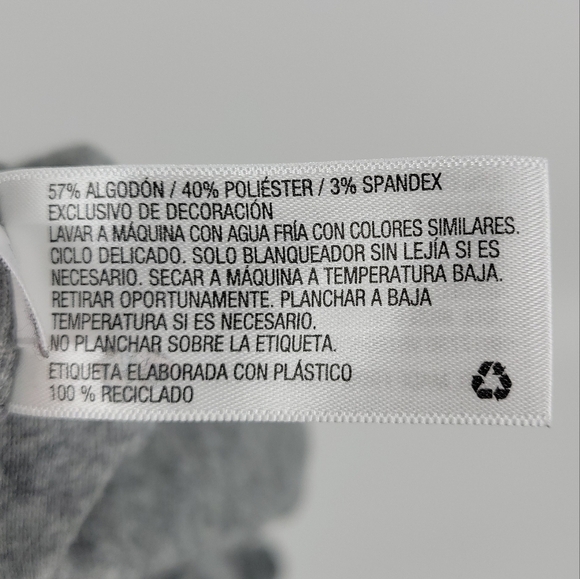 57% ALGODÓN / 40% POLIÉSTER / 3% SPANDEX
EXCLUSIVO DE DECORACIÓN
LAVAR A MÁQUINA CON AGUA FRÍA CON COLORES SIMILARES.
CICLO DELICADO. SOLO BLANQUEADOR SIN LEJÍA SI ES
NECESARIO. SECAR A MÁQUINA A TEMPERATURA BAJA.
RETIRAR OPORTUNAMENTE. PLANCHAR A BAJA
TEMPERATURA SI ES NECESARIO.
NO PLANCHAR SOBRE LA ETIQUETA.
ETIQUETA ELABORADA CON PLÁSTICO
100 % RECICLADO